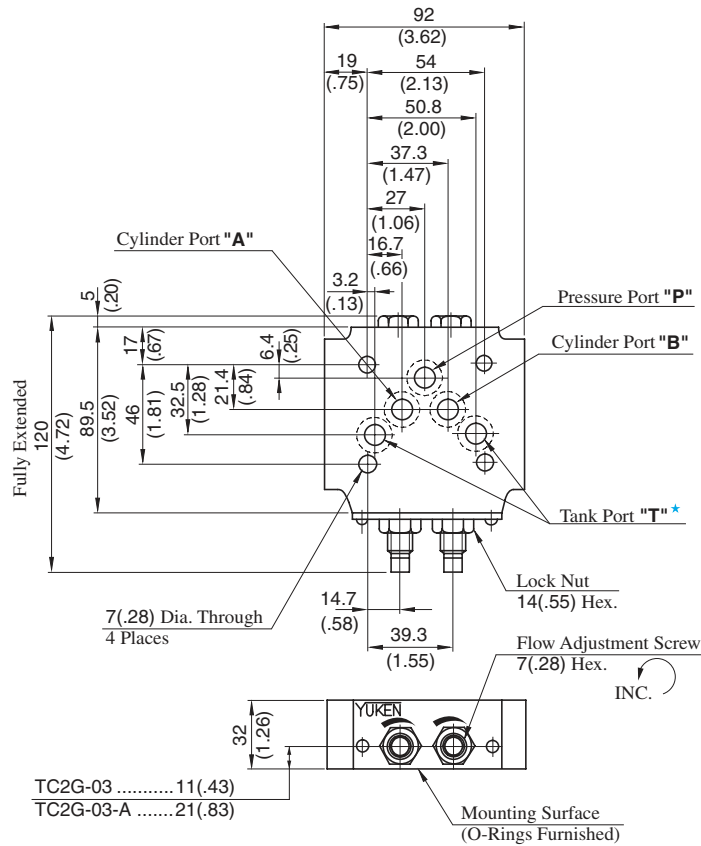 92
(3.62)
19
(.75)
54
(2.13)
50.8
(2.00)
37.3
(1.47)
27
(1.06)
16.7
(.66)
3.2
(.13)
Cylinder Port "A"
Pressure Port "P"
Cylinder Port "B"
5
(.20)
17
(.67)
6.4
(.25)
21.4
(.84)
32.5
(1.28)
46
(1.81)
89.5
(3.52)
120
(4.72)
Fully Extended
Tank Port "T"★
7(.28) Dia. Through
4 Places
14.7
(.58)
39.3
(1.55)
Lock Nut
14(.55) Hex.
Flow Adjustment Screw
7(.28) Hex.
INC.
YUKEN
32
(1.26)
TC2G-03 ...........11(.43)
TC2G-03-A .......21(.83)
Mounting Surface
(O-Rings Furnished)